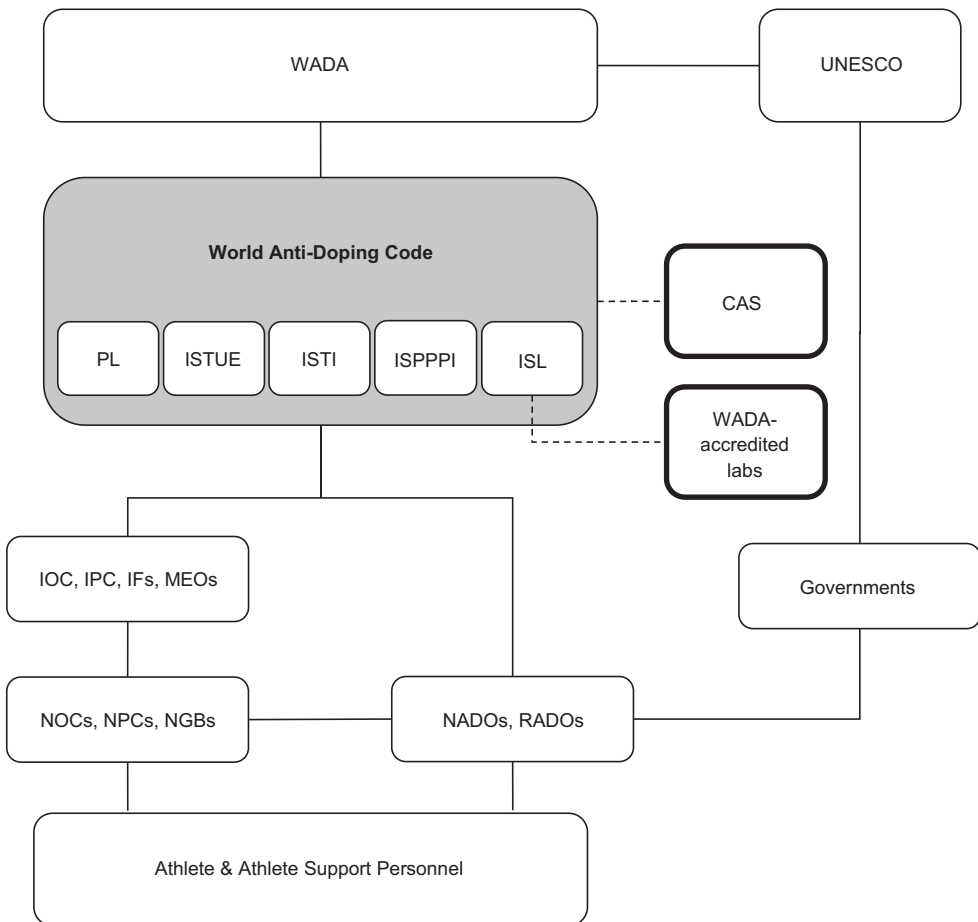 WADA
UNESCO
World Anti-Doping Code
PL
ISTUE
ISTI
ISPPPI
ISL
CAS
WADA-
accredited
labs
IOC, IPC, IFs, MEOs
Governments
NOCs, NPCs, NGBs
NADOs, RADOs
Athlete & Athlete Support Personnel